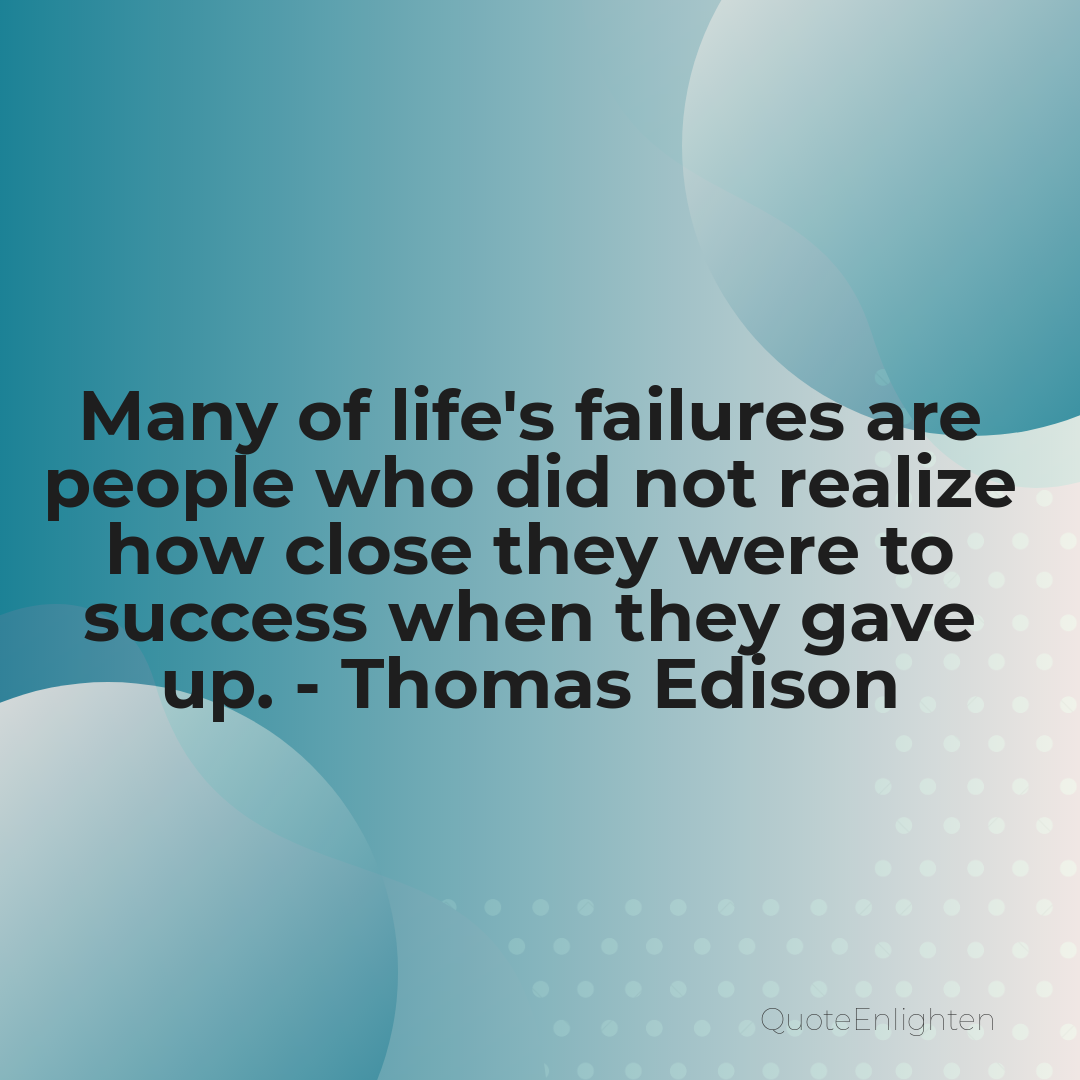 Many of life's failures are
people who did not realize
how close they were to
success when they gave
up. - Thomas Edison
QuoteEnlighten